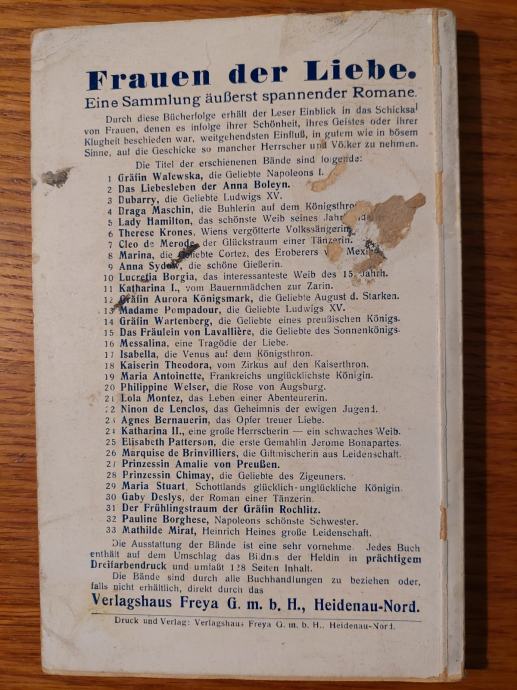 Frauen der Liebe.
Eine Sammlung äußerst spannender Romane.
Durch diese Bücherfolge erhält der Leser Einblick in das Schicksal
von Frauen, denen es infolge ihrer Schönheit, ihres Geistes oder ihrer
Klugheit beschieden war, weitgehendsten Einfluß, in gutem wie in bösem
Sinne, auf die Geschicke so mancher Herrscher und Völker zu nehmen.
Die Titel der erschienenen Bände sind folgende:
1 Gräfin Walewska, die Geliebte Napoleons I.
2 Das Liebesleben der Anna Boleyn.
3 Dubarry, die Geliebte Ludwigs XV.
4 Draga Maschin, die Buhlerin auf dem Königsthron.
5 Lady Hamilton, das schönste Weib seines
6 Therese Krones, Wiens vergötterte Volkssängerin.
7 Cleo de Merode, der Glückstraum einer Tänzerin.
8 Marina, die Geliebte Cortez, des Eroberers Mexiko.
9 Anna Sydow, die schöne Gießerin.
10 Lucretia Borgia, das interessanteste Weib des 15. Jahrh.
11 Katharina I., vom Bauernmädchen zur Zarin.
12 Gräfin Aurora Königsmark, die Geliebte August d. Starken.
13 Madame Pompadour, die Geliebte Ludwigs XV.
14 Gräfin Wartenberg, die Geliebte eines preußischen Königs.
15 Das Fräulein von Lavallière, die Geliebte des Sonnenkönigs
16 Messalina, eine Tragödie der Liebe.
17 Isabella, die Venus auf dem Königsthron.
18 Kaiserin Theodora, vom Zirkus auf den Kaiserthron.
19 Maria Antoinette, Frankreichs unglücklichste Königin.
20 Philippine Welser, die Rose von Augsburg.
21 Lola Montez, das Leben einer Abenteurerin.
22 Ninon de Lenclos, das Geheimnis der ewigen Jugend.
23 Agnes Bernauerin, das Opfer treuer Liebe.
24 Katharina II., eine große Herrscherin — ein schwaches Weib.
25 Elisabeth Patterson, die erste Gemahlin Jerome Bonapartes.
26 Marquise de Brinvilliers, die Giftmischerin aus Leidenschaft.
27 Prinzessin Amalie von Preußen.
28 Prinzessin Chimay, die Geliebte des Zigeuners.
29 Maria Stuart, Schottlands glücklich-unglückliche Königin
30 Gaby Deslys, der Roman einer Tänzerin.
31 Der Frühlingstraum der Gräfin Rochlitz.
32 Pauline Borghese, Napoleons schönste Schwester.
33 Mathilde Mirat, Heinrich Heines große Leidenschaft.
Die Ausstattung der Bände ist eine sehr vornehme. Jedes Buch
enthält auf dem Umschlag das Bildnis der Heldin in prächtigem
Dreifarbendruck und umfaßt 128 Seiten Inhalt.
Die Bände sind durch alle Buchhandlungen zu beziehen oder,
falls nicht erhältlich, direkt durch das
Verlagshaus Freya G. m. b. H., Heidenau-Nord.
Druck und Verlag: Verlagshaus Freya G. m. b. H., Heidenau-Nord.